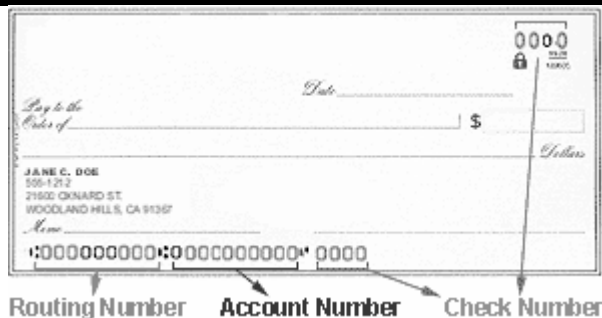 0000
Date
Pay to the
Order of
$
Dollars
JANE C. DOE
555-1212
21600 OXNARD ST.
WOODLAND HILLS, CA 91367
Memo
⑆000000000⑆0000000000⑈ 0000
Routing Number Account Number Check Number